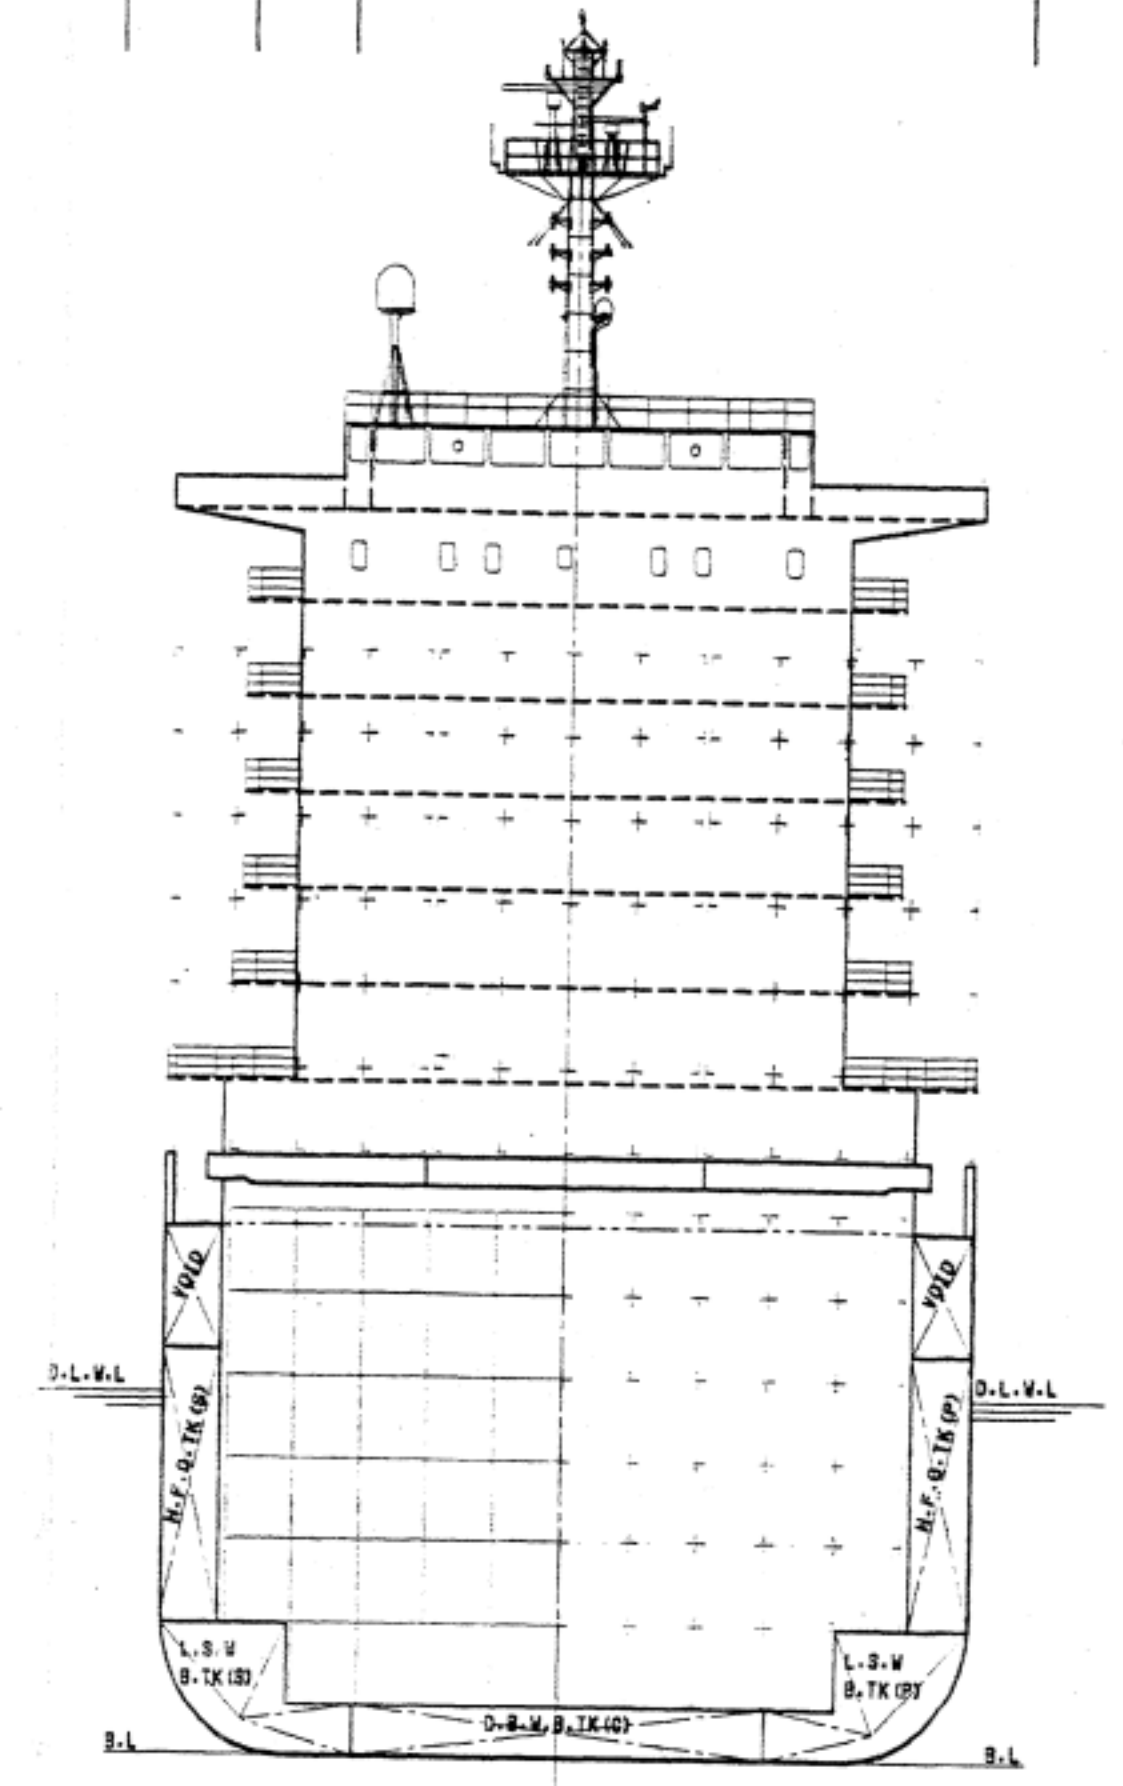 VOID
VOID
D.L.W.L
D.L.W.L
H.F.O.TK(S)
H.F.O.TK(P)
L.S.W
B.TK(S)
L.S.W
B.TK(P)
D.B.W.B.TK(C)
B.L
B.L